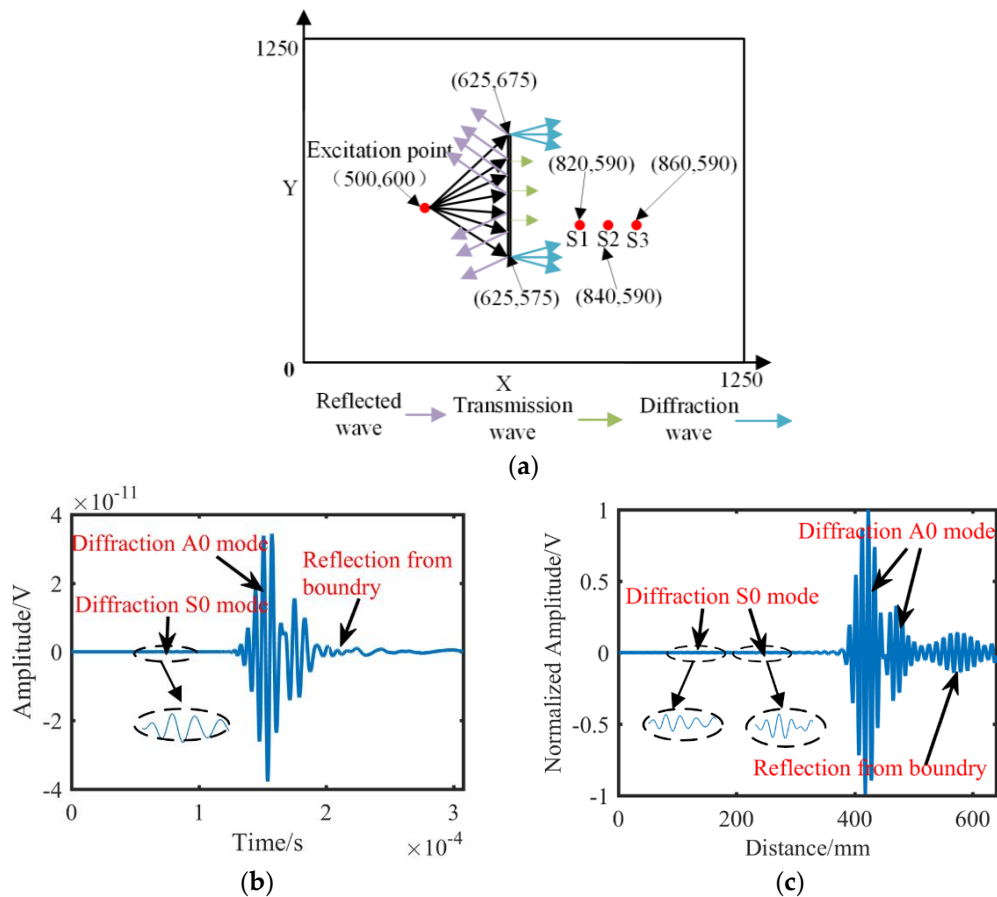 1250
(625,675)
Excitation point
(500,600)
(820,590)
(860,590)
Y
S1 S2 S3
(625,575)
(840,590)
0
X
1250
Reflected wave
Transmission wave
Diffraction wave
(a)
×10⁻¹¹
4
2
0
-2
-4
Amplitude/V
Diffraction A0 mode
Reflection from
boundry
Diffraction S0 mode
0
1
2
3
Time/s
×10⁻⁴
(b)
1
0.5
0
-0.5
-1
Normalized Amplitude/V
Diffraction A0 mode
Diffraction S0 mode
Reflection from boundry
0
200
400
600
Distance/mm
(c)